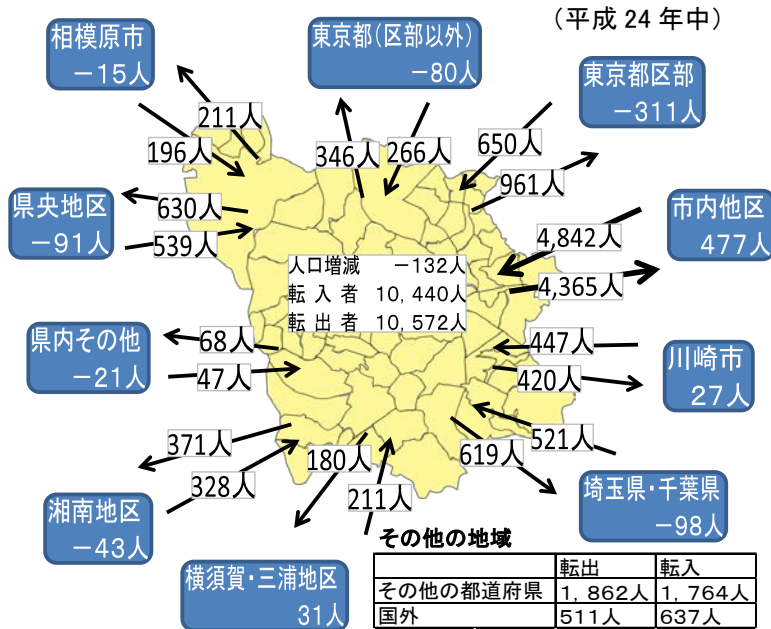 (平成 24 年中)
相模原市
－15人
東京都(区部以外)
－80人
東京都区部
－311人
211人
196人
346人
266人
650人
961人
県央地区
－91人
630人
539人
市内他区
477人
4,842人
4,365人
人口増減 －132人
転入者 10,440人
転出者 10,572人
県内その他
－21人
68人
47人
447人
420人
川崎市
27人
371人
328人
180人
211人
619人
521人
湘南地区
－43人
埼玉県・千葉県
－98人
横須賀・三浦地区
31人
その他の地域
転出 転入
その他の都道府県 1,862人 1,764人
国外 511人 637人